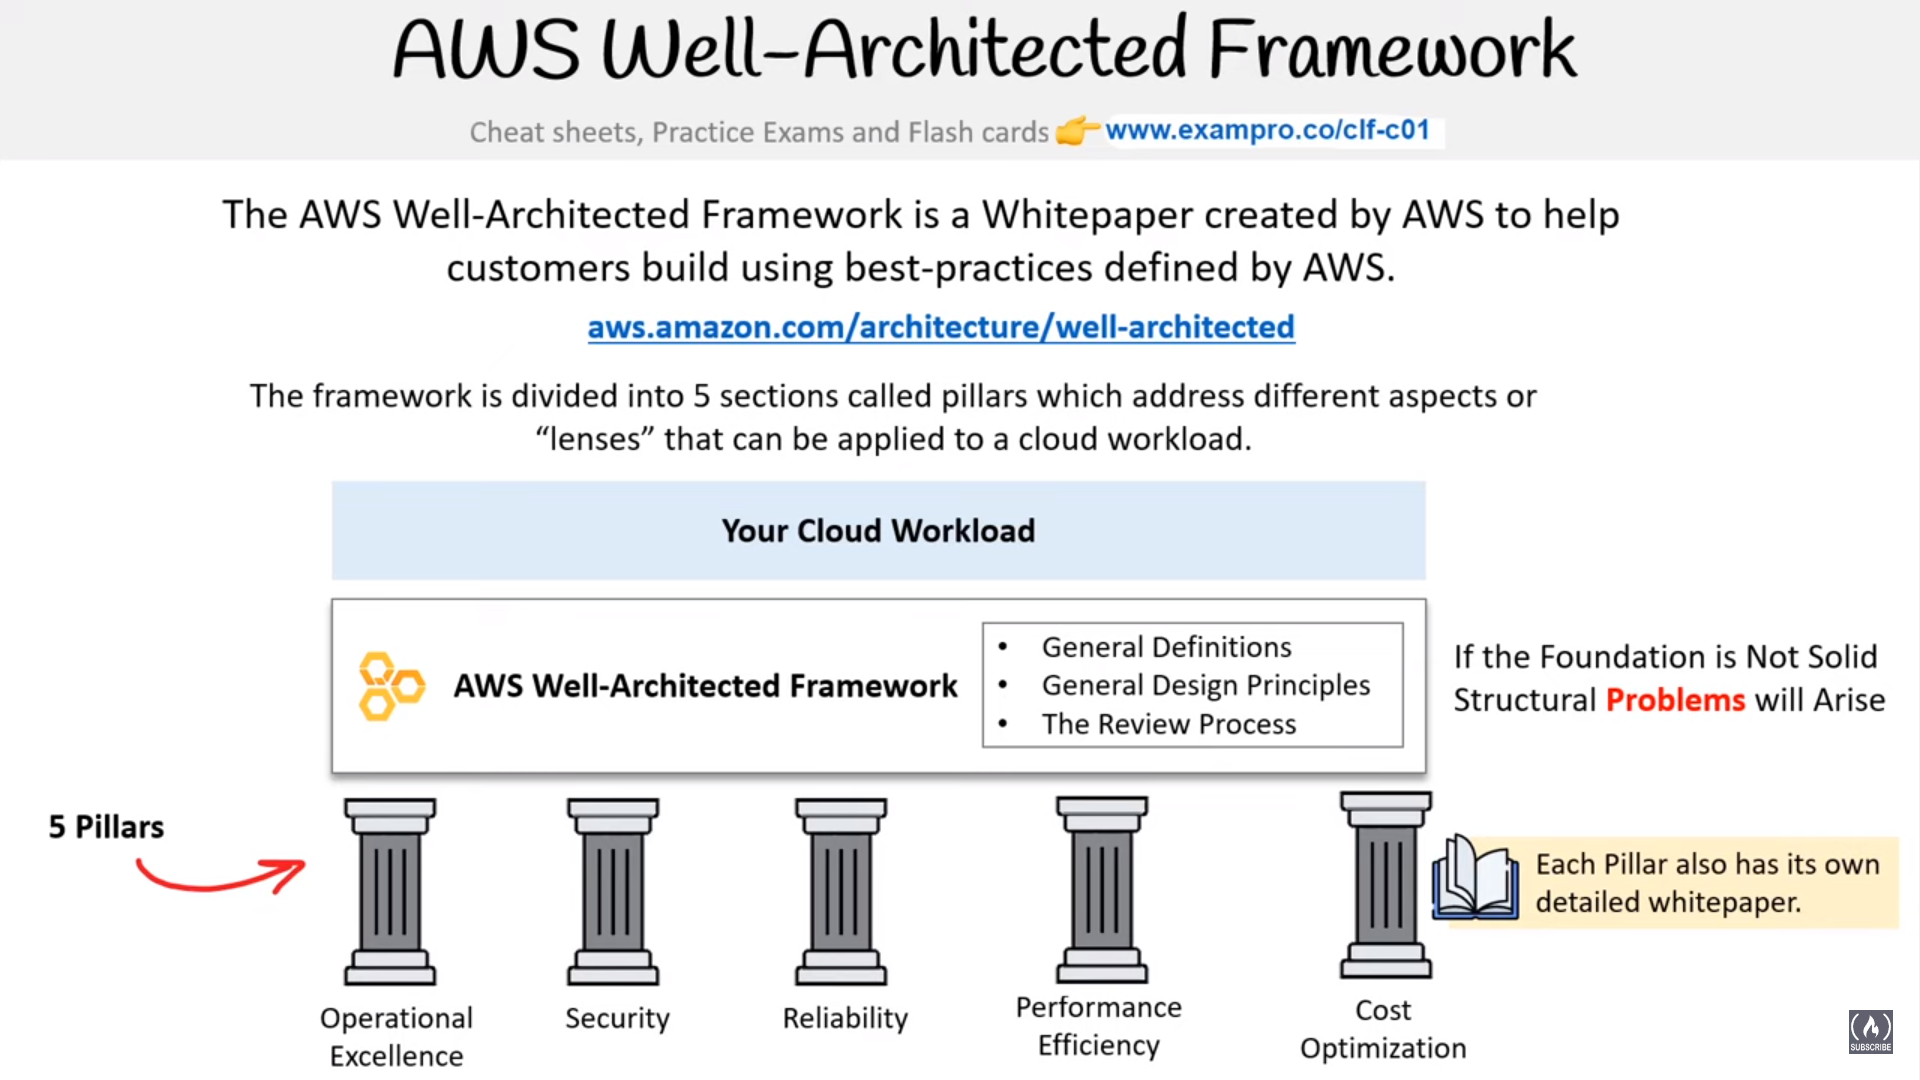 AWS Well-Architected Framework
Cheat sheets, Practice Exams and Flash cards www.exampro.co/clf-c01
The AWS Well-Architected Framework is a Whitepaper created by AWS to help
customers build using best-practices defined by AWS.
aws.amazon.com/architecture/well-architected
The framework is divided into 5 sections called pillars which address different aspects or
“lenses” that can be applied to a cloud workload.
Your Cloud Workload
AWS Well-Architected Framework
• General Definitions
• General Design Principles
• The Review Process
If the Foundation is Not Solid
Structural Problems will Arise
5 Pillars
Each Pillar also has its own
detailed whitepaper.
Operational
Excellence
Security
Reliability
Performance
Efficiency
Cost
Optimization
SUBSCRIBE